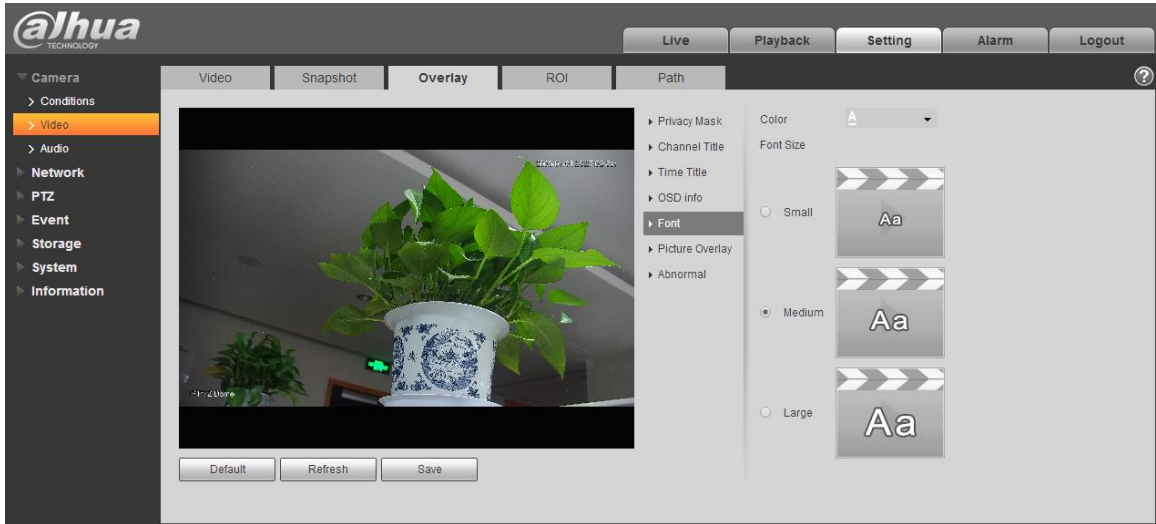 alhua
TECHNOLOGY
Live Playback Setting Alarm Logout
Camera
Conditions
Video
Audio
Network
PTZ
Event
Storage
System
Information
Video Snapshot Overlay ROI Path
?
Privacy Mask
Channel Title
Time Title
OSD info
Font
Picture Overlay
Abnormal
Color A
Font Size
Small Aa
Medium Aa
Large Aa
PTZ Dome
Default Refresh Save